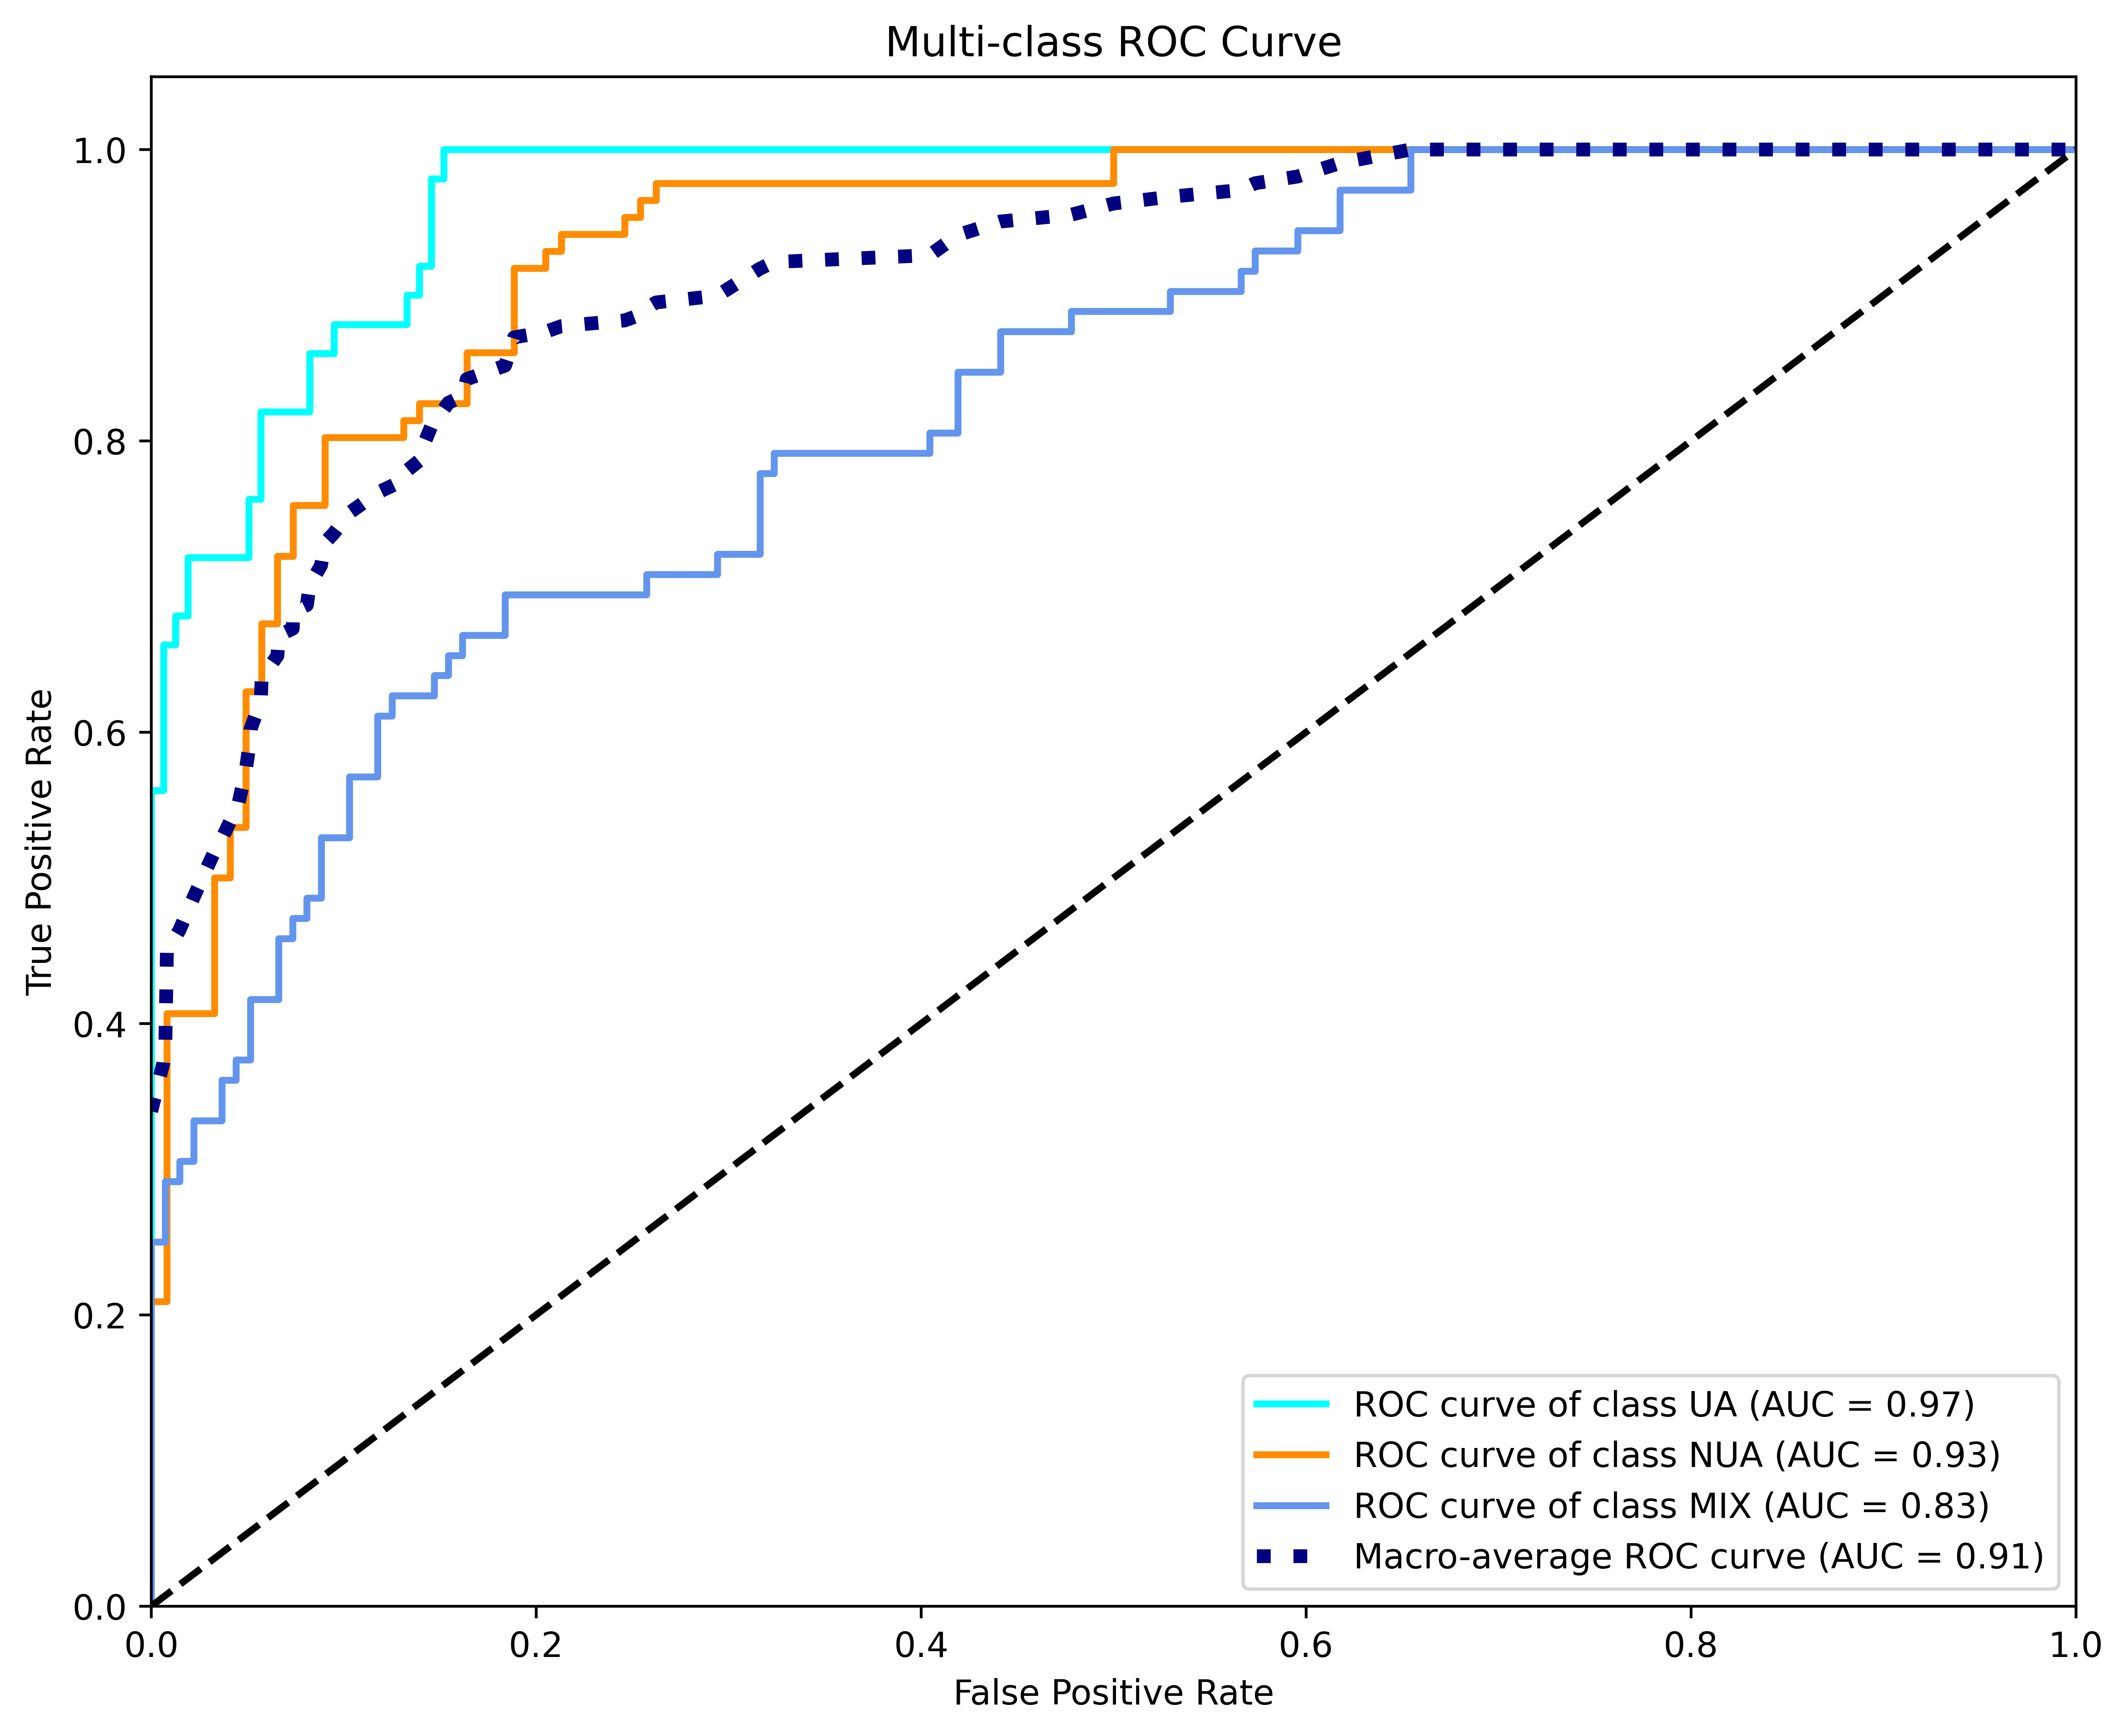 Multi-class ROC Curve
True Positive Rate
1.0
0.8
0.6
0.4
0.2
0.0
0.0 0.2 0.4 0.6 0.8 1.0
False Positive Rate
ROC curve of class UA (AUC = 0.97)
ROC curve of class NUA (AUC = 0.93)
ROC curve of class MIX (AUC = 0.83)
Macro-average ROC curve (AUC = 0.91)